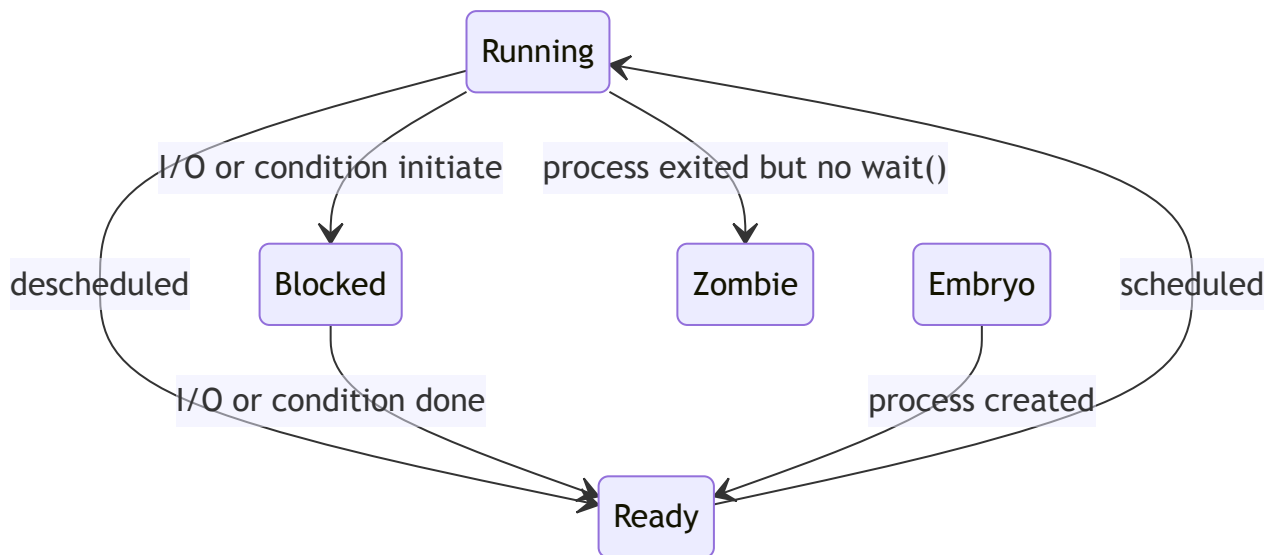 Running
I/O or condition initiate
process exited but no wait()
descheduled
Blocked
Zombie
Embryo
scheduled
I/O or condition done
process created
Ready